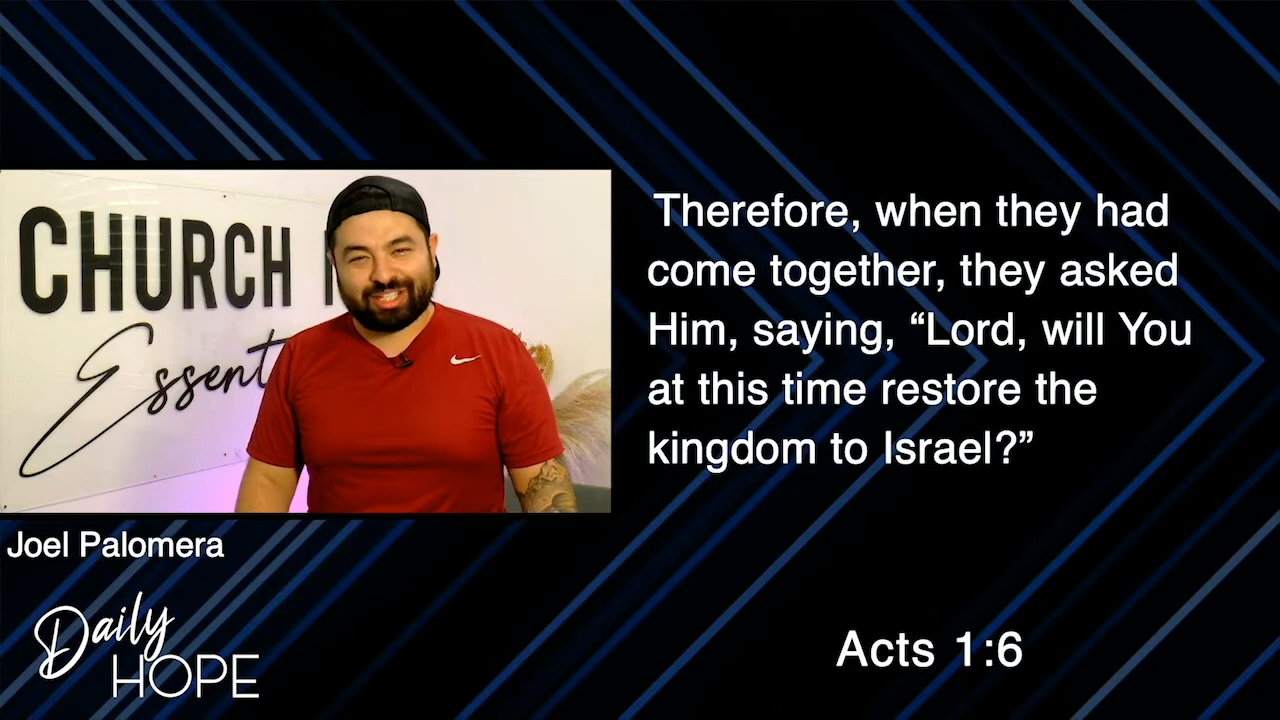 CHURCH
Essent
Therefore, when they had
come together, they asked
Him, saying, “Lord, will You
at this time restore the
kingdom to Israel?”
Joel Palomera
Daily
HOPE
Acts 1:6